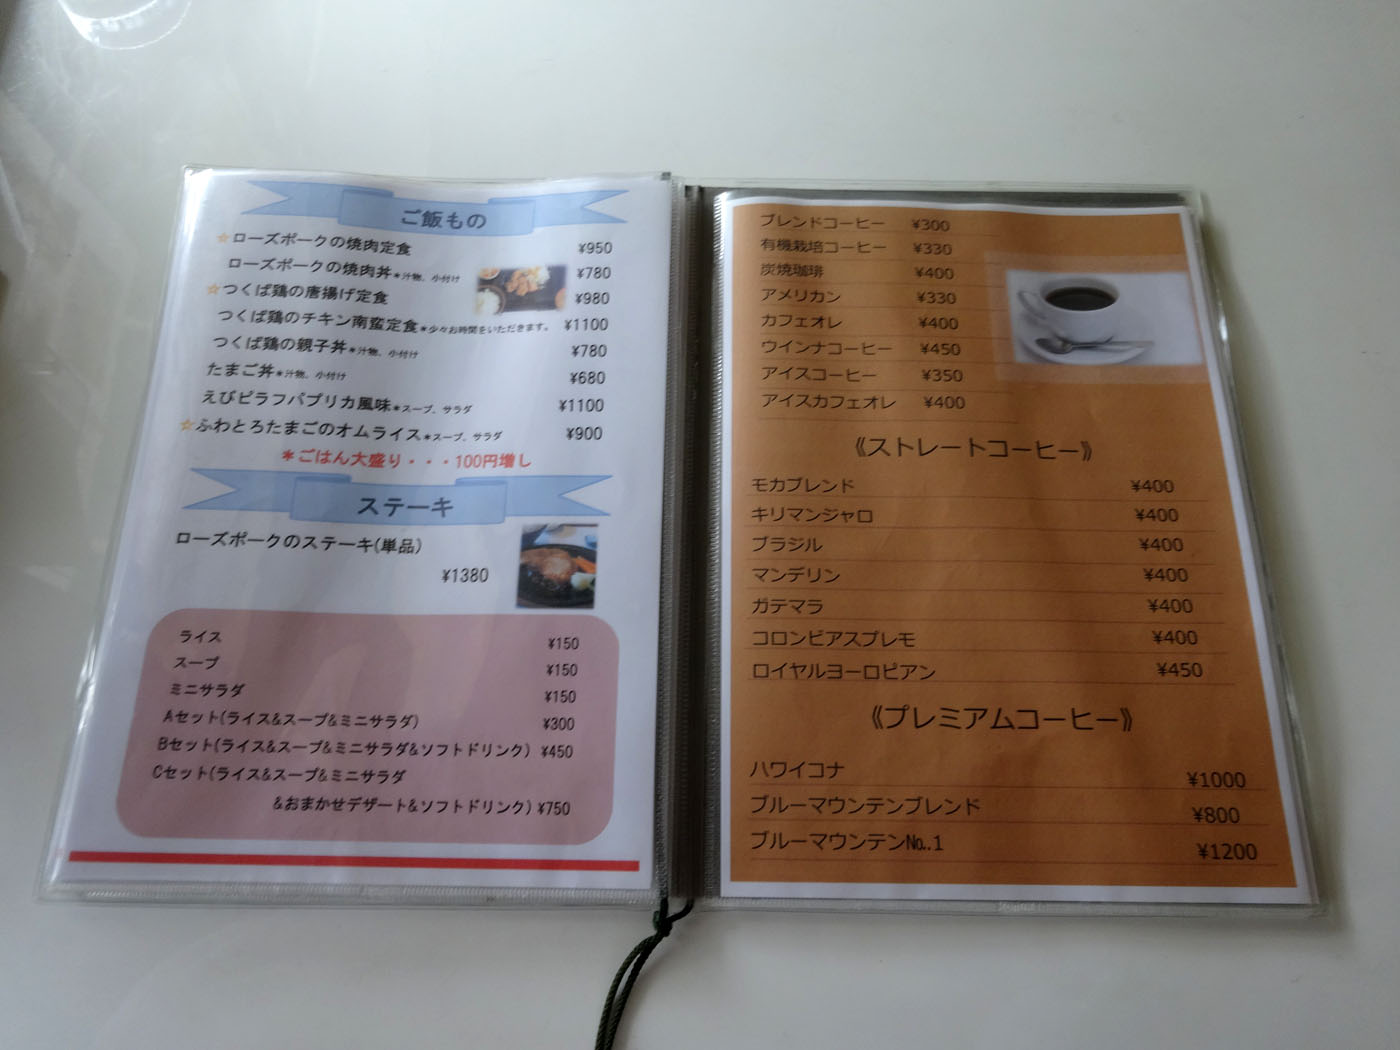 ご飯もの
☆ローズポークの焼肉定食 ¥950
ローズポークの焼肉丼*汁物、小付け ¥780
☆つくば鶏の唐揚げ定食 ¥980
つくば鶏のチキン南蛮定食*少々お時間をいただきます。 ¥1100
つくば鶏の親子丼*汁物、小付け ¥780
たまご丼*汁物、小付け ¥680
えびピラフパプリカ風味*スープ、サラダ ¥1100
☆ふわとろたまごのオムライス*スープ、サラダ ¥900
*ごはん大盛り・・・100円増し
ステーキ
ローズポークのステーキ(単品)
¥1380
ライス ¥150
スープ ¥150
ミニサラダ ¥150
Aセット(ライス&スープ&ミニサラダ) ¥300
Bセット(ライス&スープ&ミニサラダ&ソフトドリンク) ¥450
Cセット(ライス&スープ&ミニサラダ
&おまかせデザート&ソフトドリンク) ¥750
ブレンドコーヒー ¥300
有機栽培コーヒー ¥330
炭焼珈琲 ¥400
アメリカン ¥330
カフェオレ ¥400
ウインナコーヒー ¥450
アイスコーヒー ¥350
アイスカフェオレ ¥400
《ストレートコーヒー》
モカブレンド ¥400
キリマンジャロ ¥400
ブラジル ¥400
マンデリン ¥400
ガテマラ ¥400
コロンビアスプレモ ¥400
ロイヤルヨーロピアン ¥450
《プレミアムコーヒー》
ハワイコナ ¥1000
ブルーマウンテンブレンド ¥800
ブルーマウンテン№.1 ¥1200